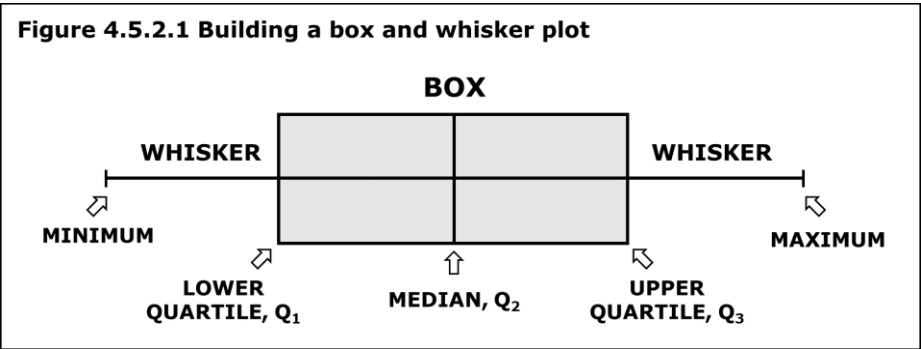 Figure 4.5.2.1 Building a box and whisker plot
BOX
WHISKER
WHISKER
MINIMUM
MAXIMUM
LOWER
QUARTILE, Q₁
MEDIAN, Q₂
UPPER
QUARTILE, Q₃